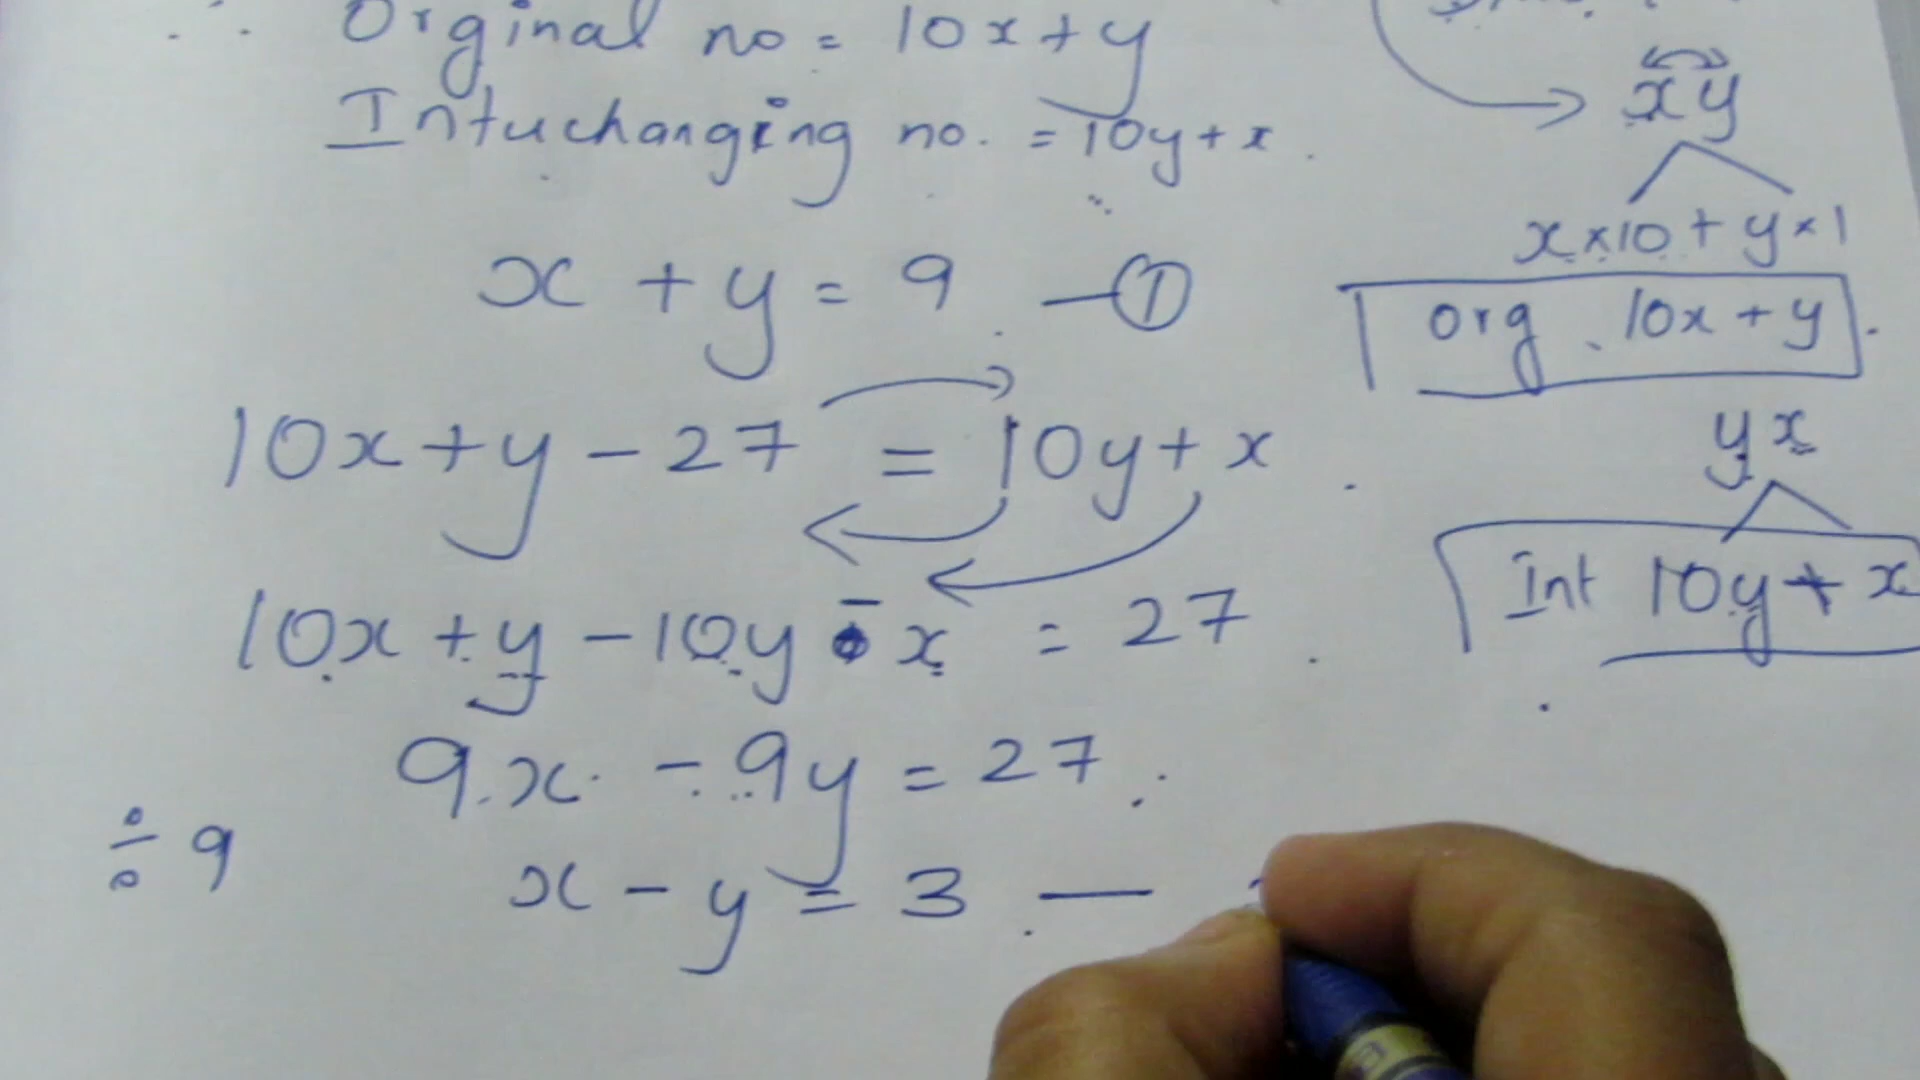 ∴ Orginal no = 10x + y
Intuchanging no. = 10y + x.
x + y = 9 — ①
10x + y - 27 = 10y + x.
10x + y - 10y - x = 27
9x - 9y = 27.
÷ 9
x - y = 3 —
xy
x × 10 + y × 1
org. 10x + y
yx
Int 10y + x